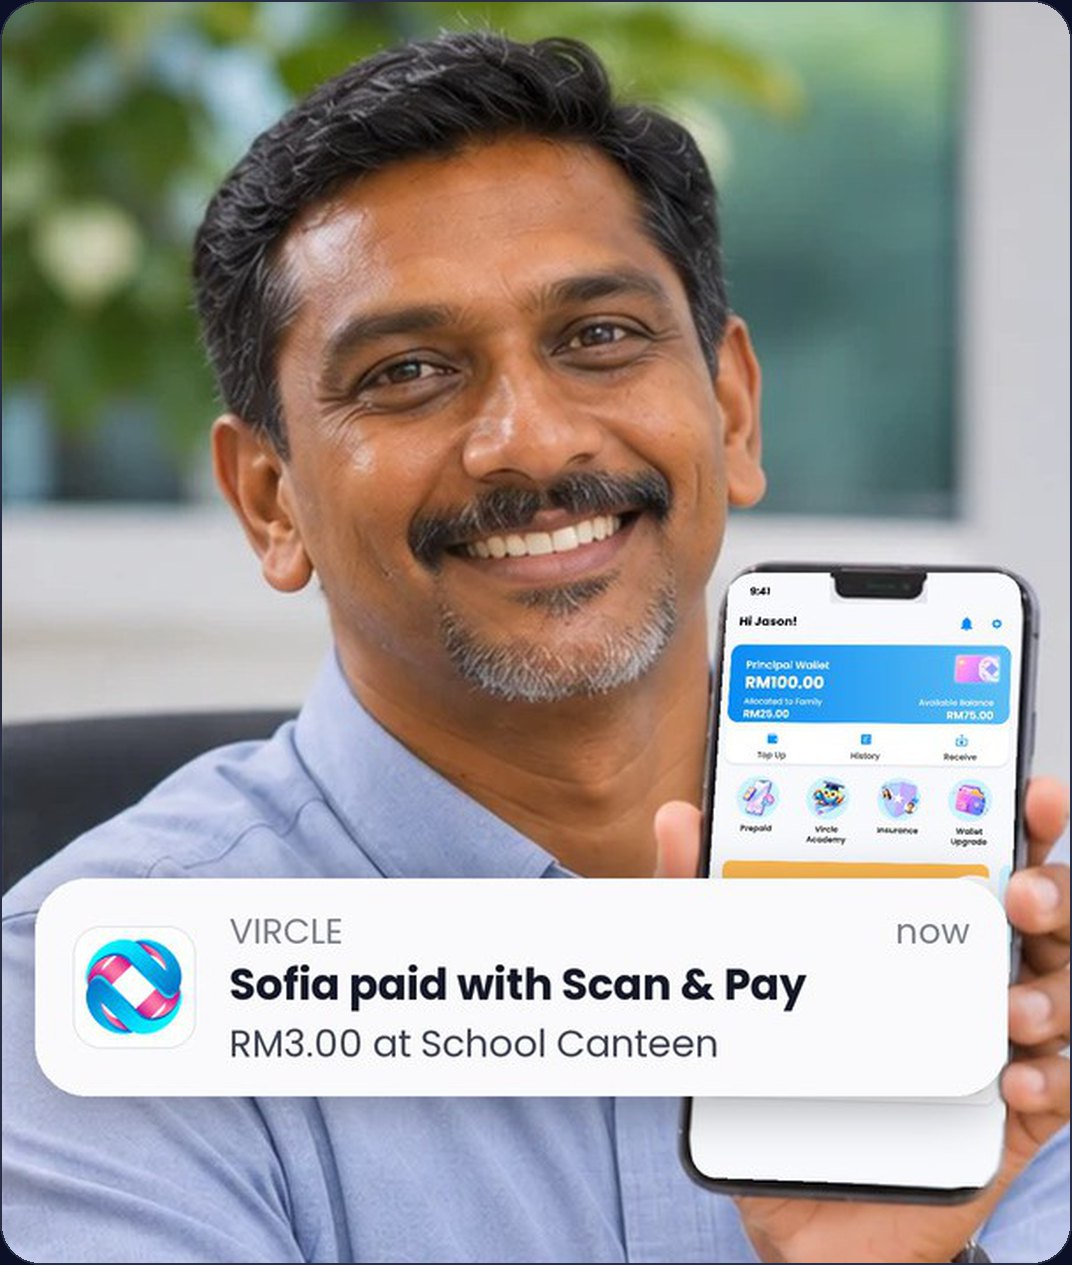 9:41
Hi Jason!
Principal Wallet
RM100.00
Allocated to Family
Available Balance
RM25.00
RM75.00
Top Up
History
Receive
Prepaid
Vircle
Academy
Insurance
Wallet
Upgrade
VIRCLE
now
Sofia paid with Scan & Pay
RM3.00 at School Canteen